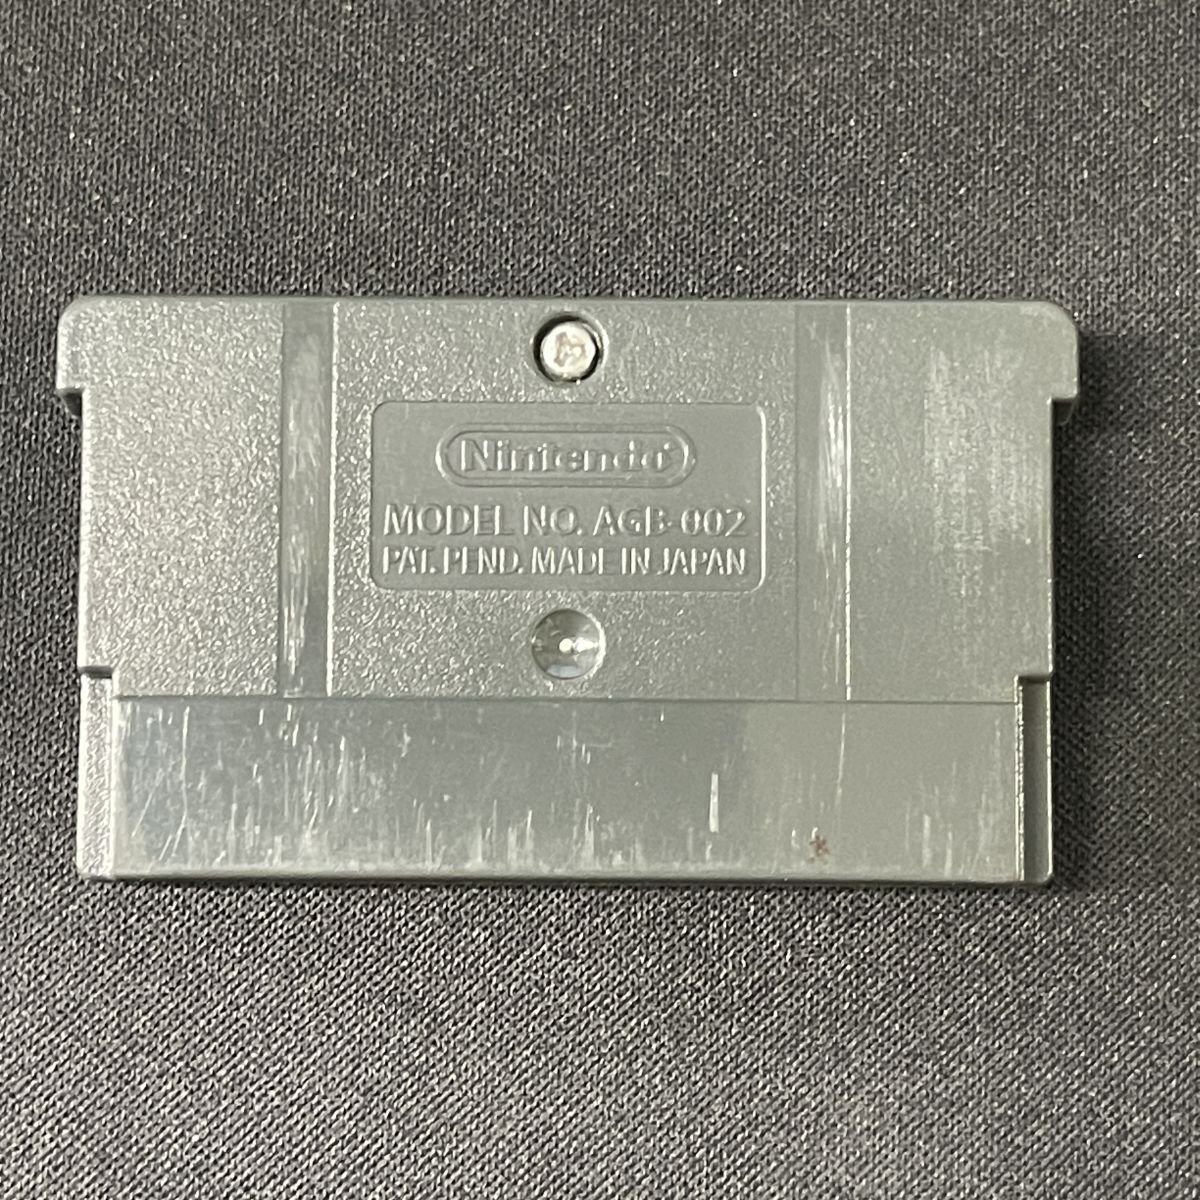 Nintendo
MODEL NO. AGB-002
PAT. PEND. MADE IN JAPAN